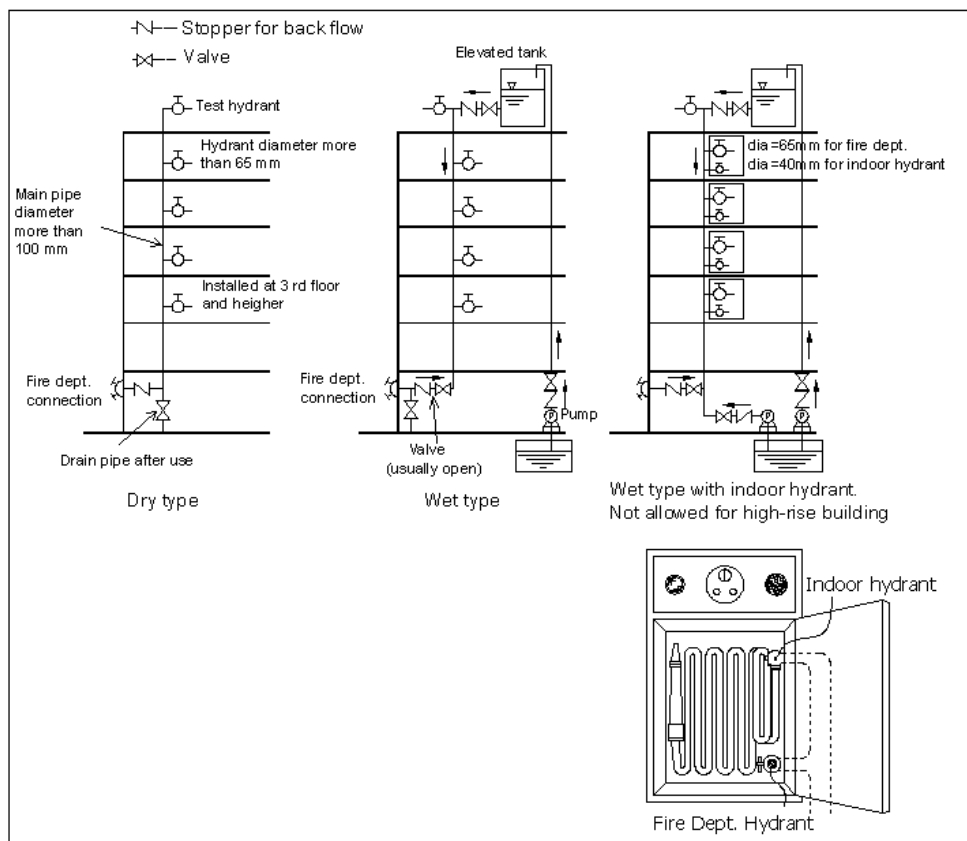 Stopper for back flow
Valve
Test hydrant
Hydrant diameter more
than 65 mm
Main pipe
diameter
more than
100 mm
Installed at 3 rd floor
and heigher
Fire dept.
connection
Drain pipe after use
Dry type
Elevated tank
Fire dept.
connection
Pump
P
Valve
(usually open)
Wet type
dia =65mm for fire dept.
dia =40mm for indoor hydrant
P
P
Wet type with indoor hydrant.
Not allowed for high-rise building
Indoor hydrant
Fire Dept. Hydrant